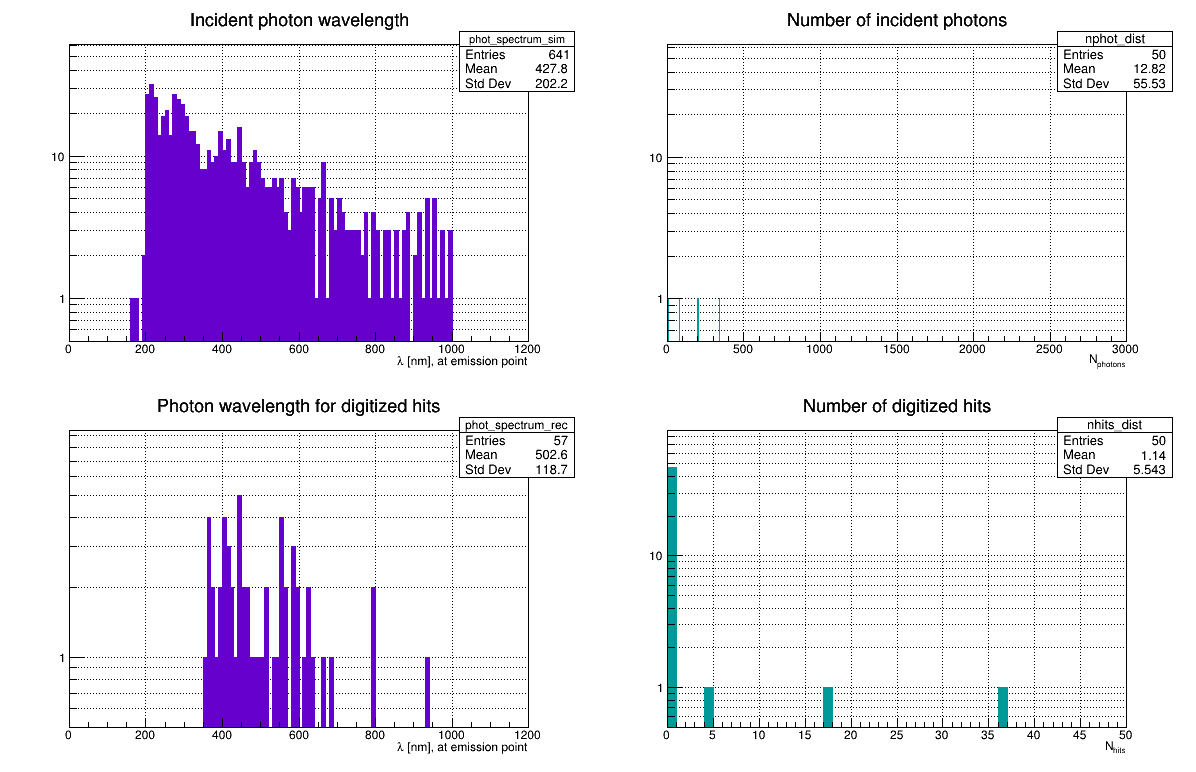 Incident photon wavelength
phot_spectrum_sim
Entries 641
Mean 427.8
Std Dev 202.2
10
1
0 200 400 600 800 1000 1200
λ [nm], at emission point
Number of incident photons
nphot_dist
Entries 50
Mean 12.82
Std Dev 55.53
10
1
0 500 1000 1500 2000 2500 3000
Nphotons
Photon wavelength for digitized hits
phot_spectrum_rec
Entries 57
Mean 502.6
Std Dev 118.7
1
0 200 400 600 800 1000 1200
λ [nm], at emission point
Number of digitized hits
nhits_dist
Entries 50
Mean 1.14
Std Dev 5.543
10
1
0 5 10 15 20 25 30 35 40 45 50
Nhits